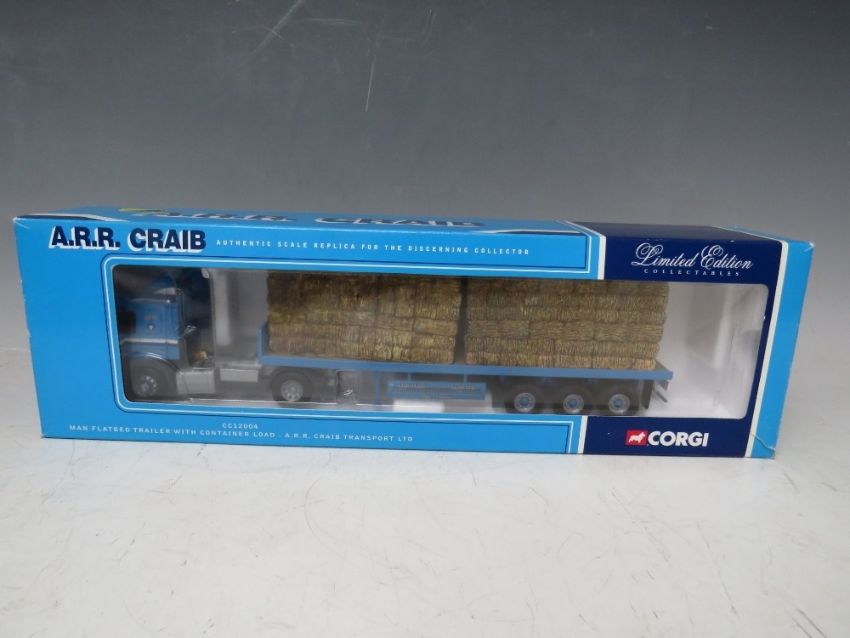 A.R.R. CRAIB
A.R.R. CRAIB AUTHENTIC SCALE REPLICA FOR THE DISCERNING COLLECTOR
Limited Edition
COLLECTABLES
CC12004
MAN FLATBED TRAILER WITH CONTAINER LOAD - A.R.R. CRAIB TRANSPORT LTD
CORGI